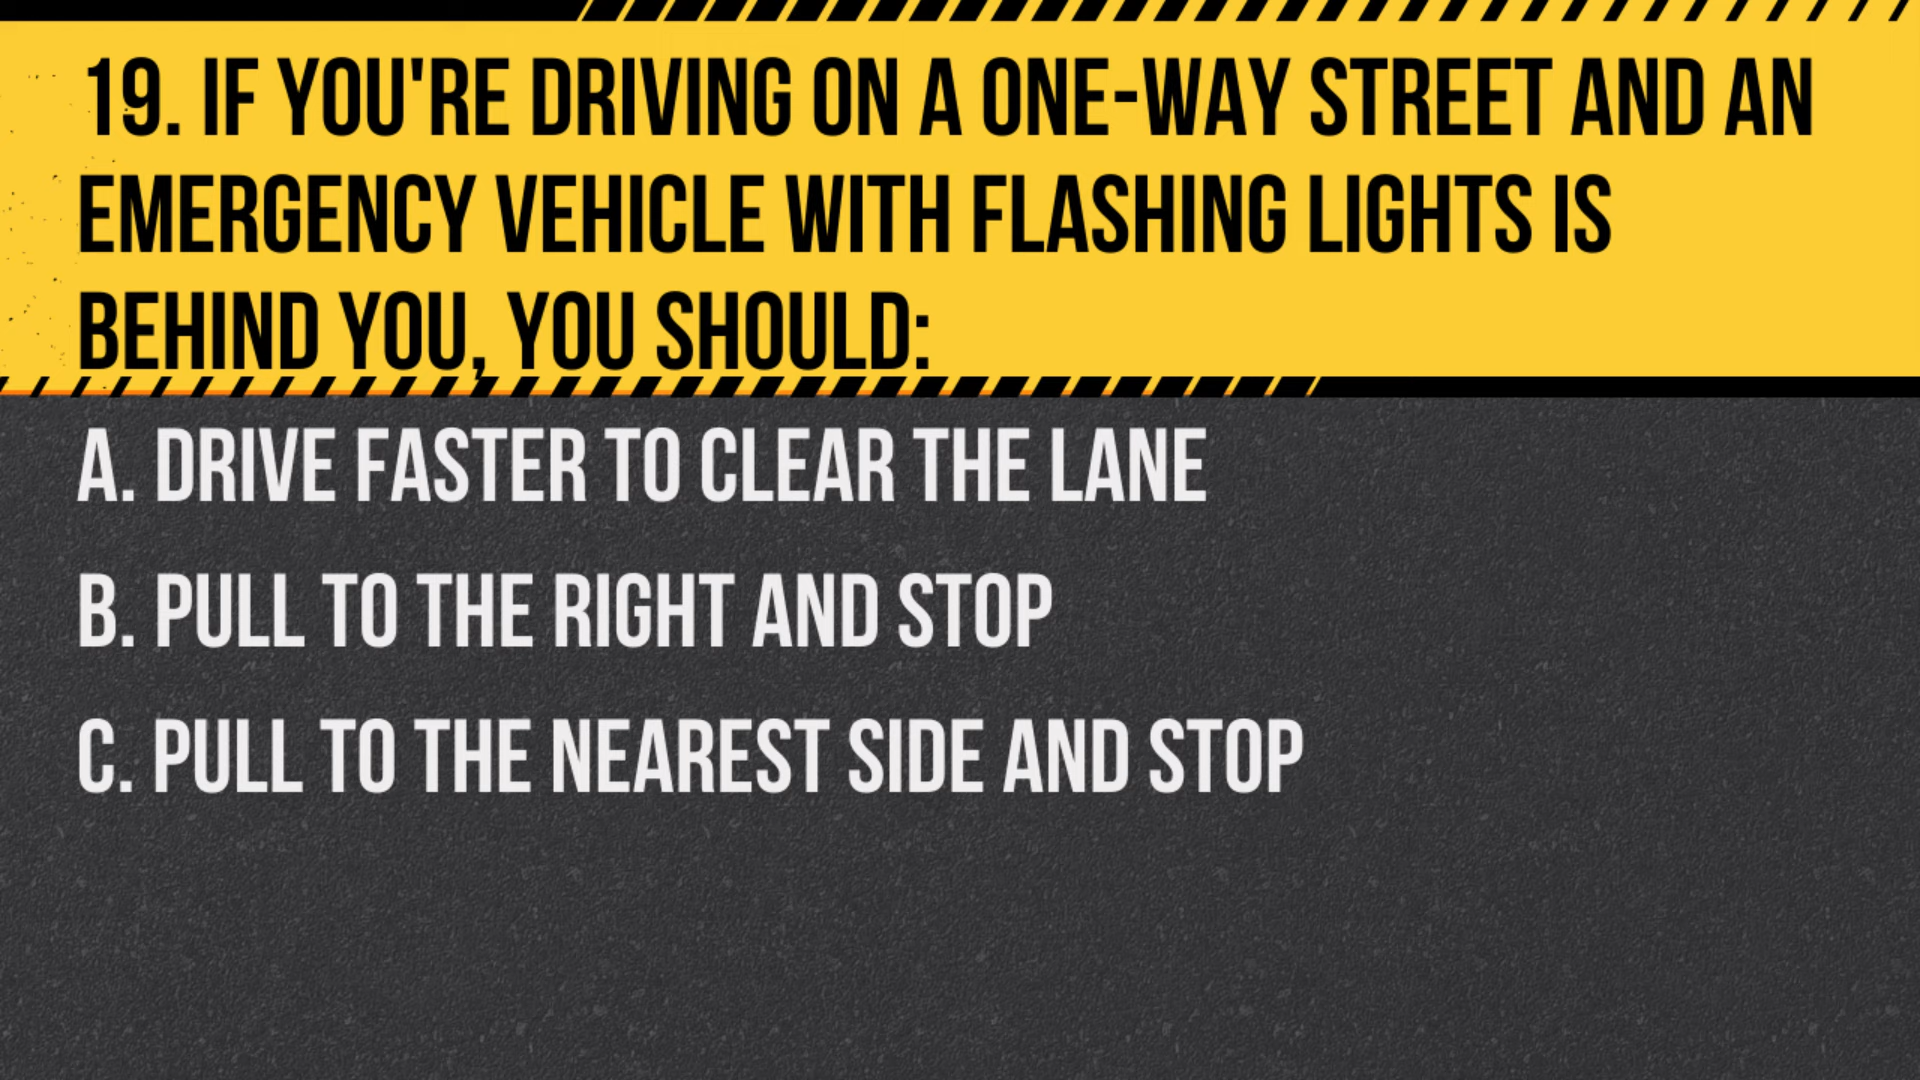 19. IF YOU'RE DRIVING ON A ONE-WAY STREET AND AN
EMERGENCY VEHICLE WITH FLASHING LIGHTS IS
BEHIND YOU, YOU SHOULD:
A. DRIVE FASTER TO CLEAR THE LANE
B. PULL TO THE RIGHT AND STOP
C. PULL TO THE NEAREST SIDE AND STOP